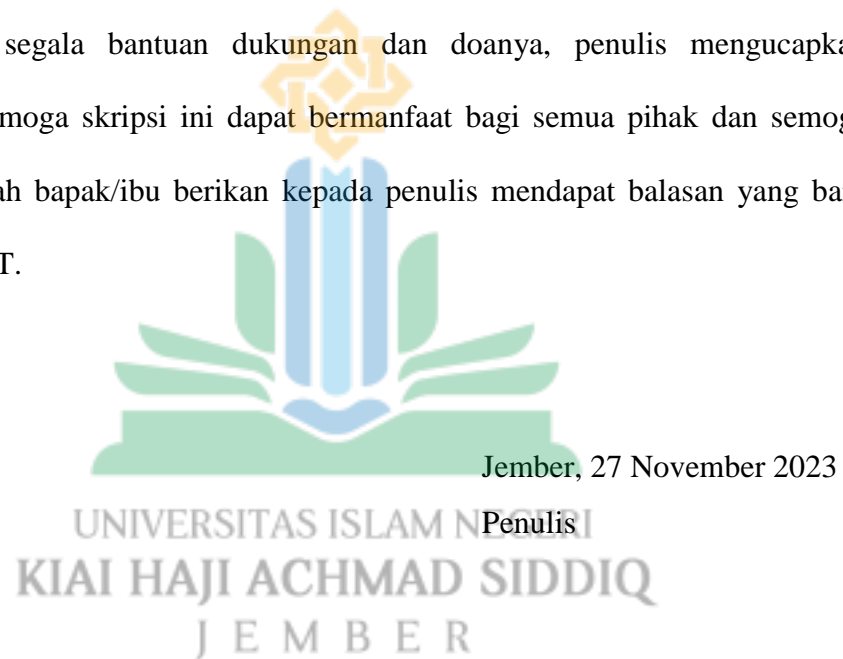 segala bantuan dukungan dan doanya, penulis mengucapka
moga skripsi ini dapat bermanfaat bagi semua pihak dan semog
ah bapak/ibu berikan kepada penulis mendapat balasan yang ba
T.
Jember, 27 November 2023
Penulis
UNIVERSITAS ISLAM NEGERI
KIAI HAJI ACHMAD SIDDIQ
JEMBER